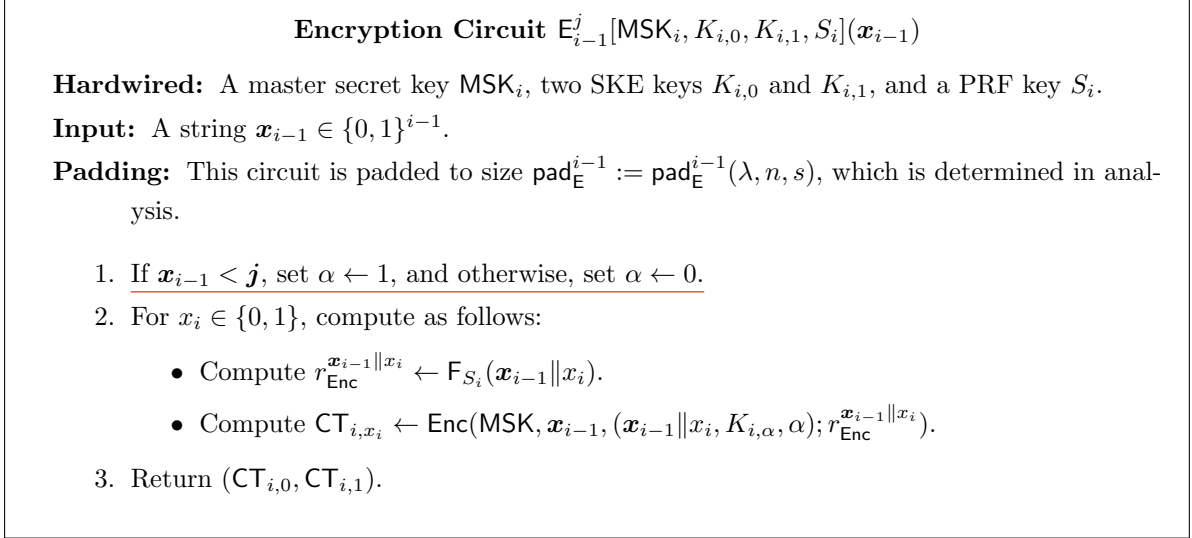 Encryption Circuit E^j_{i−1}[MSK_i, K_{i,0}, K_{i,1}, S_i](x_{i−1})
Hardwired: A master secret key MSK_i, two SKE keys K_{i,0} and K_{i,1}, and a PRF key S_i.
Input: A string x_{i−1} ∈ {0, 1}^{i−1}.
Padding: This circuit is padded to size pad_E^{i−1} := pad_E^{i−1}(λ, n, s), which is determined in anal-
ysis.
1. If x_{i−1} < j, set α ← 1, and otherwise, set α ← 0.
2. For x_i ∈ {0, 1}, compute as follows:
• Compute r_{Enc}^{x_{i−1}∥x_i} ← F_{S_i}(x_{i−1}∥x_i).
• Compute CT_{i,x_i} ← Enc(MSK, x_{i−1}, (x_{i−1}∥x_i, K_{i,α}, α); r_{Enc}^{x_{i−1}∥x_i}).
3. Return (CT_{i,0}, CT_{i,1}).